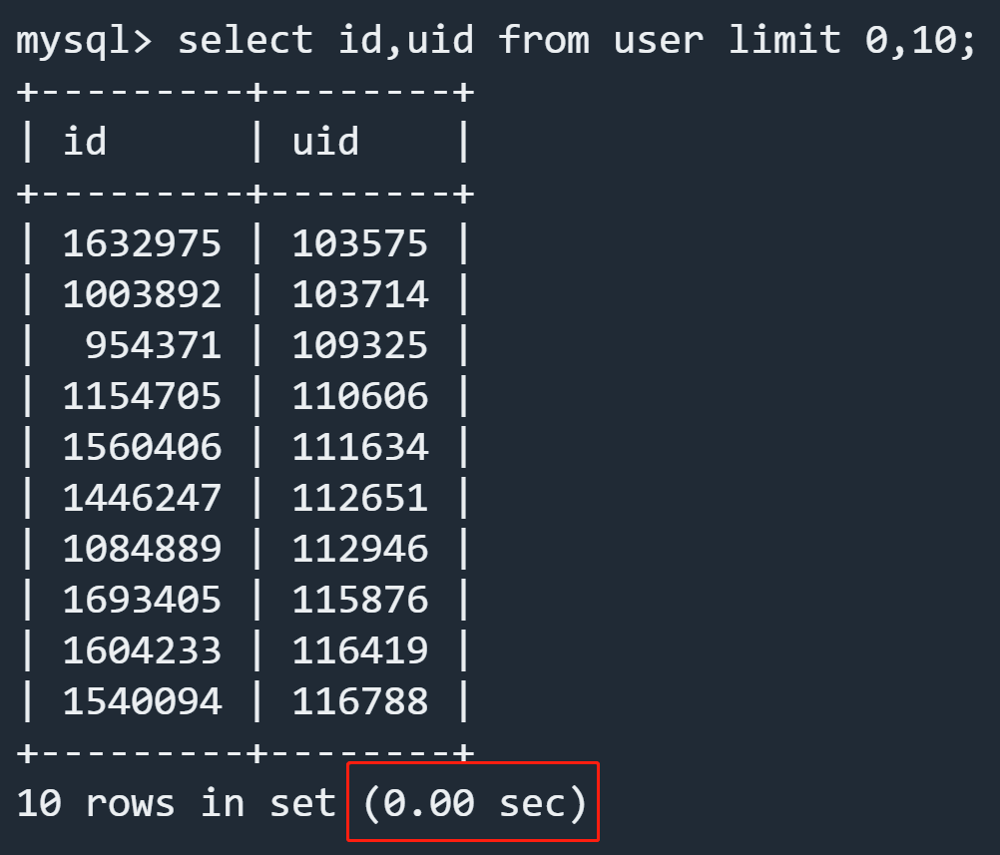 mysql> select id,uid from user limit 0,10;
+---------+--------+
| id      | uid    |
+---------+--------+
| 1632975 | 103575 |
| 1003892 | 103714 |
|  954371 | 109325 |
| 1154705 | 110606 |
| 1560406 | 111634 |
| 1446247 | 112651 |
| 1084889 | 112946 |
| 1693405 | 115876 |
| 1604233 | 116419 |
| 1540094 | 116788 |
+---------+--------+
10 rows in set (0.00 sec)